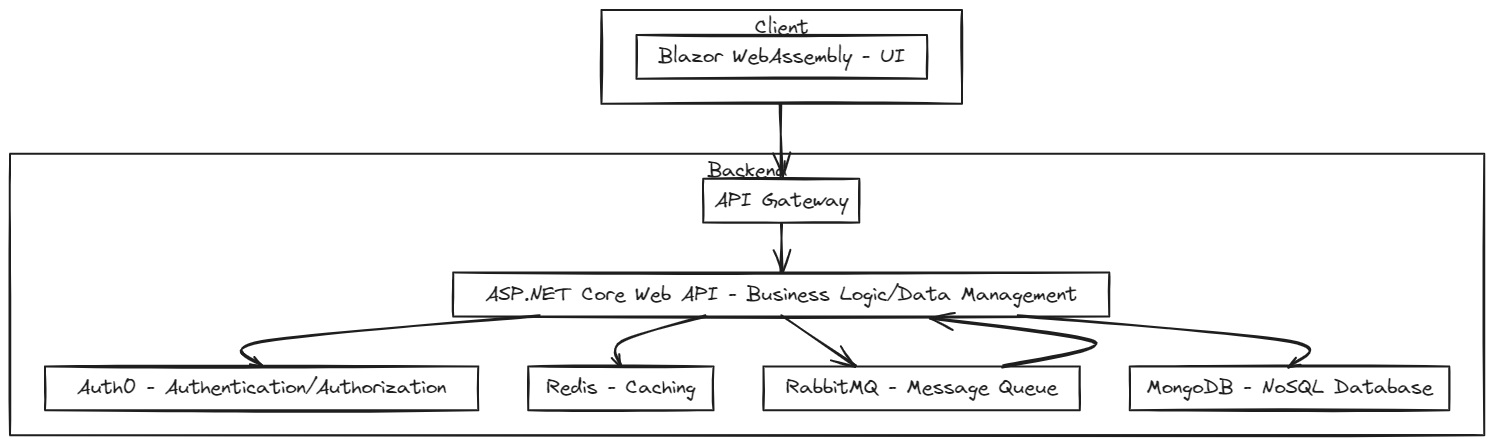 Client
Blazor WebAssembly - UI
Backend
API Gateway
ASP.NET Core Web API - Business Logic/Data Management
Auth0 - Authentication/Authorization
Redis - Caching
RabbitMQ - Message Queue
MongoDB - NoSQL Database